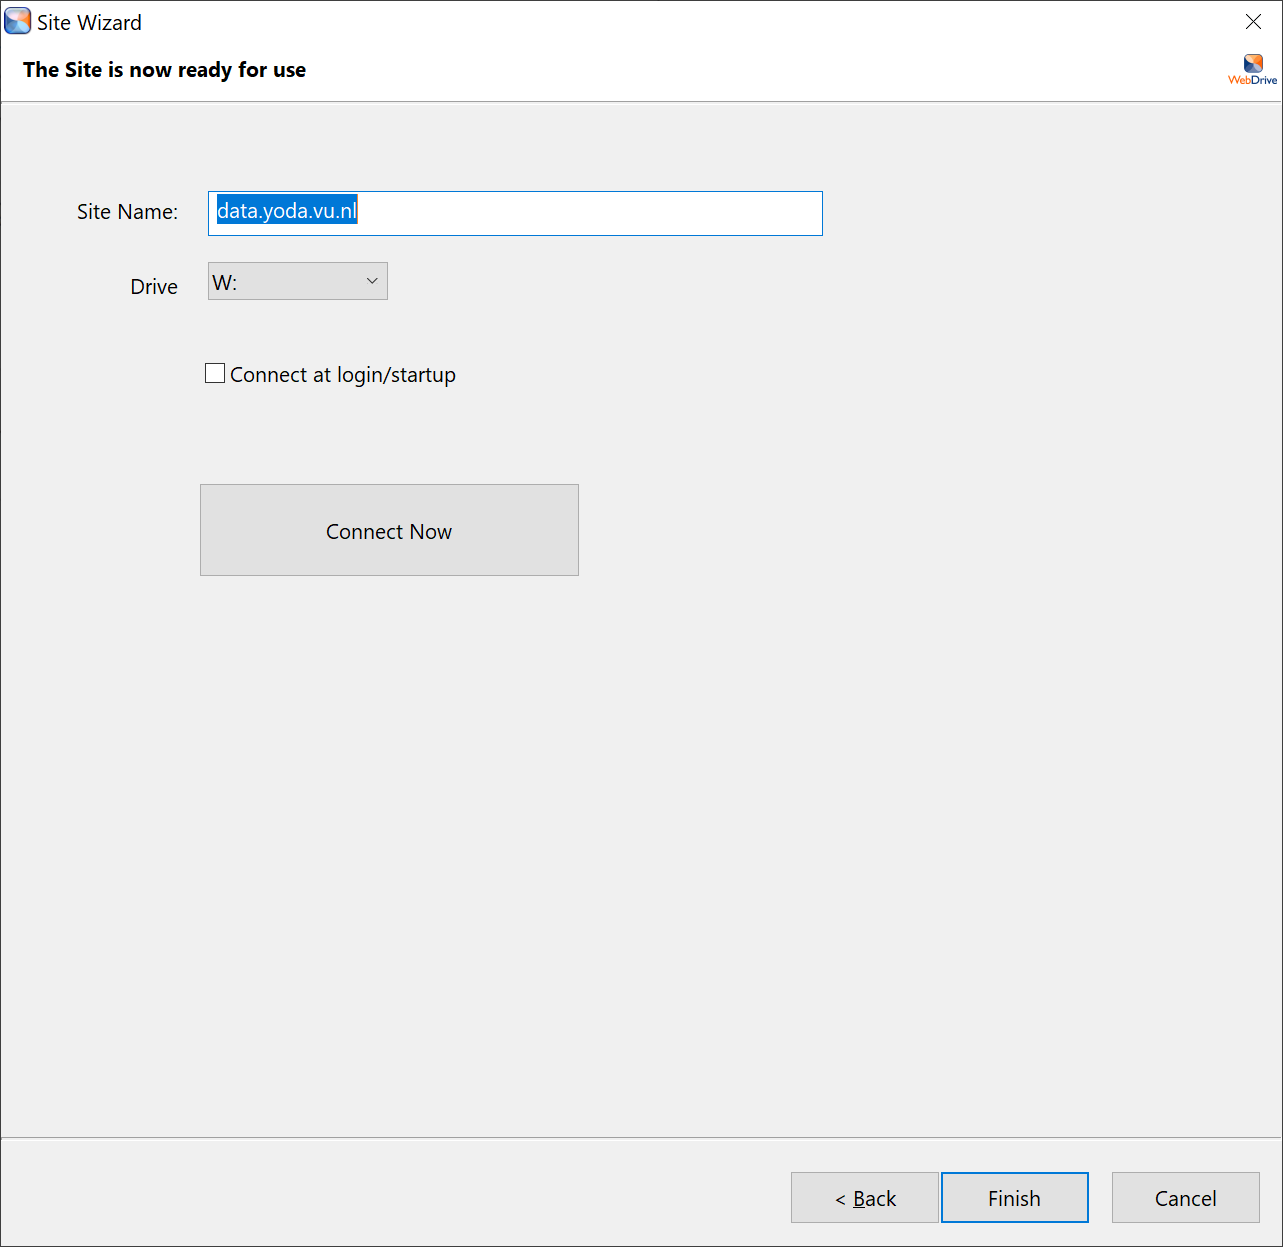 Site Wizard
The Site is now ready for use
WebDrive
Site Name: data.yoda.vu.nl
Drive W:
Connect at login/startup
Connect Now
< Back Finish Cancel